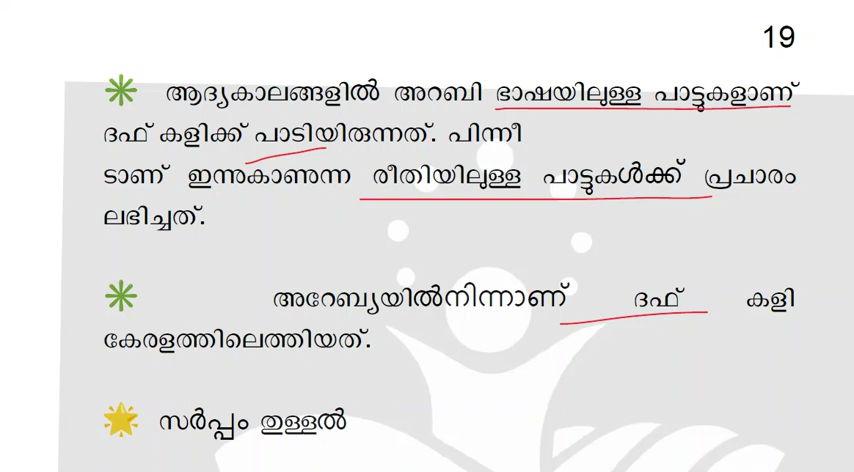 19
✳️ ആദ്യകാലങ്ങളിൽ അറബി ഭാഷയിലുള്ള പാട്ടുകളാണ്
ദഫ് കളിക്ക് പാടിയിരുന്നത്. പിന്നീ
ടാണ് ഇന്നുകാണുന്ന രീതിയിലുള്ള പാട്ടുകൾക്ക് പ്രചാരം
ലഭിച്ചത്.
✳️ അറേബ്യയിൽനിന്നാണ് ദഫ് കളി
കേരളത്തിലെത്തിയത്.
🌟 സർപ്പം തുള്ളൽ